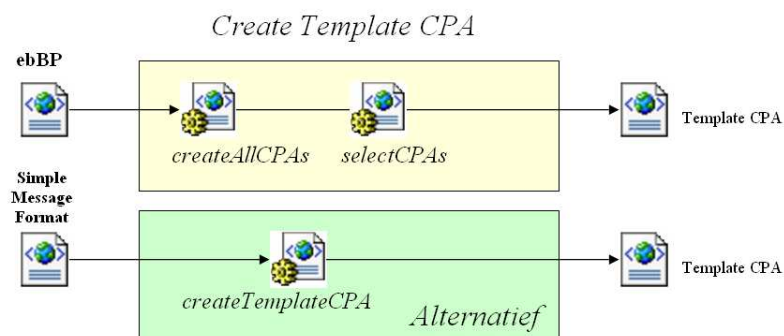 Create Template CPA
ebBP
createAllCPAs
selectCPAs
Template CPA
Simple
Message
Format
createTemplateCPA
Template CPA
Alternatief